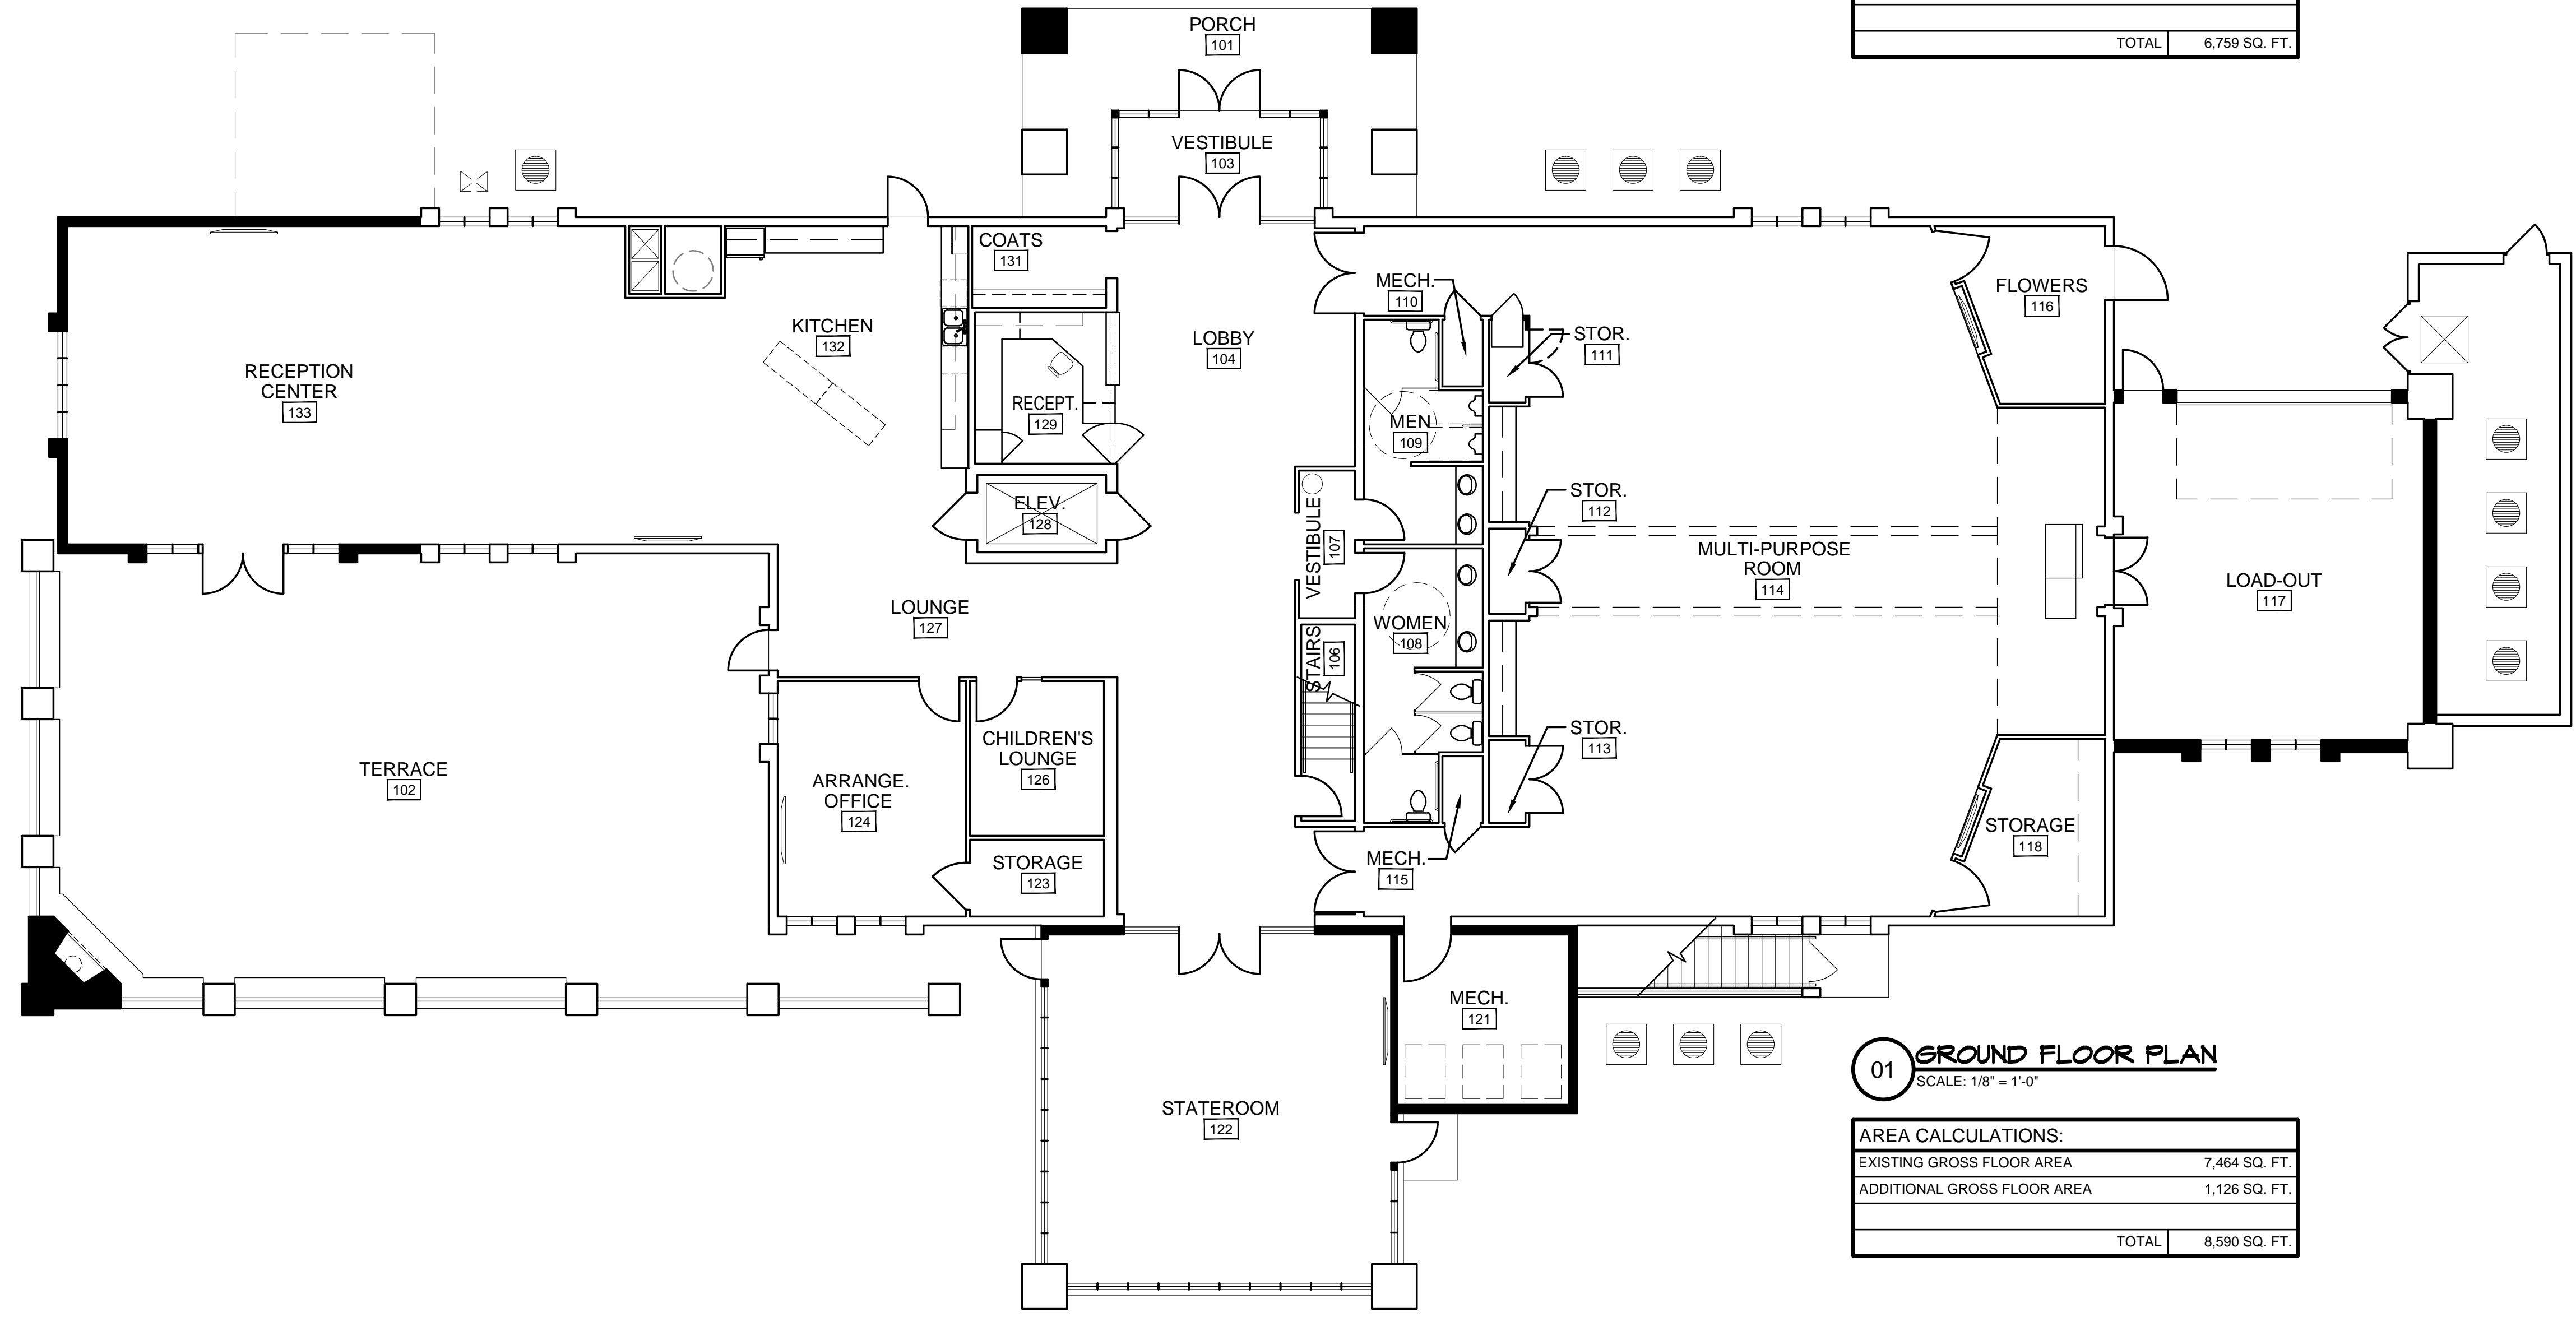 TOTAL 6,759 SQ. FT.
PORCH
101
VESTIBULE
103
COATS
131
MECH.
110
FLOWERS
116
KITCHEN
132
LOBBY
104
STOR.
111
RECEPTION
CENTER
133
RECEPT.
129
MEN
109
ELEV.
128
VESTIBULE
107
STOR.
112
MULTI-PURPOSE
ROOM
114
LOAD-OUT
117
LOUNGE
127
WOMEN
108
STAIRS
106
STOR.
113
CHILDREN'S
LOUNGE
126
TERRACE
102
ARRANGE.
OFFICE
124
STORAGE
118
STORAGE
123
MECH.
115
MECH.
121
STATEROOM
122
01 GROUND FLOOR PLAN
SCALE: 1/8" = 1'-0"
AREA CALCULATIONS:
EXISTING GROSS FLOOR AREA 7,464 SQ. FT.
ADDITIONAL GROSS FLOOR AREA 1,126 SQ. FT.
TOTAL 8,590 SQ. FT.